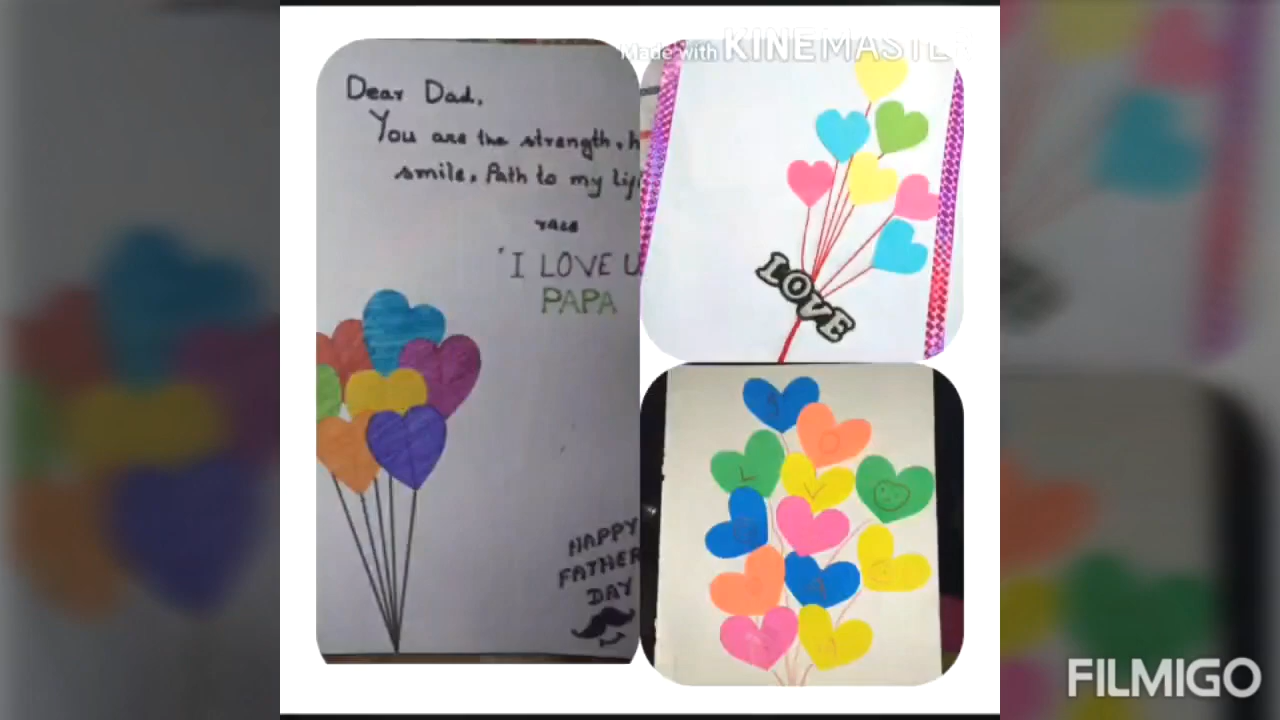 Made with KINEMASTER
Dear Dad,
You are the strength,
smile, Path to my
'I LOVE U
PAPA
HAPPY
FATHER
DAY
LOVE
FILMIGO